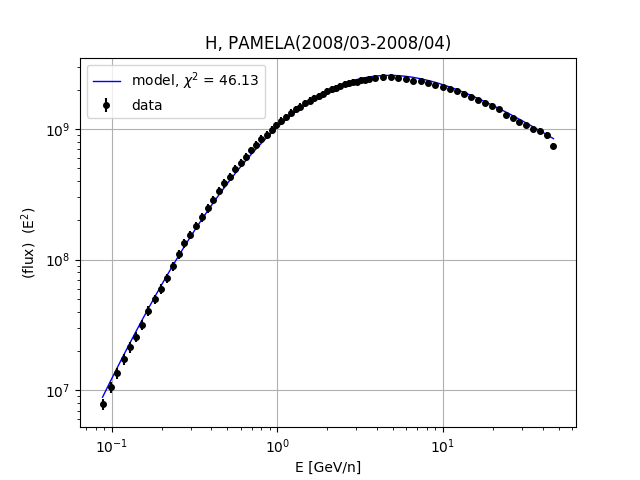 H, PAMELA(2008/03-2008/04)
model, χ² = 46.13
data
(flux) (E²)
10⁹
10⁸
10⁷
10⁻¹
10⁰
10¹
E [GeV/n]